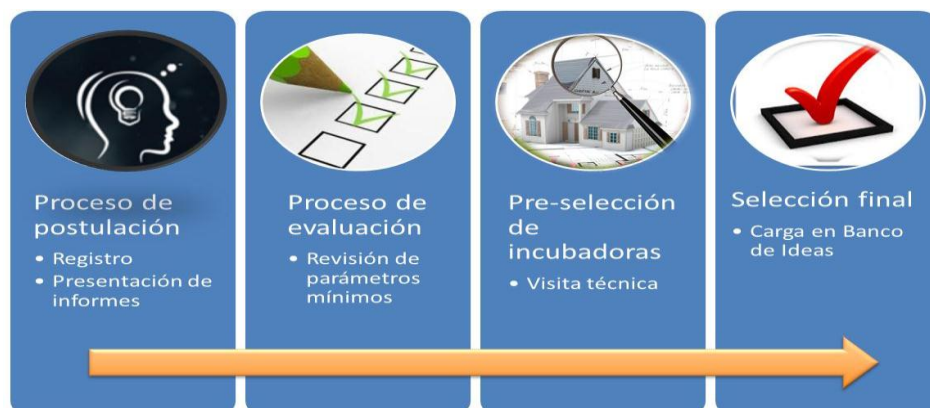 Proceso de
postulación
• Registro
• Presentación de
informes
Proceso de
evaluación
• Revisión de
parámetros
mínimos
Pre-selección
de
incubadoras
• Visita técnica
Selección final
• Carga en Banco
de Ideas